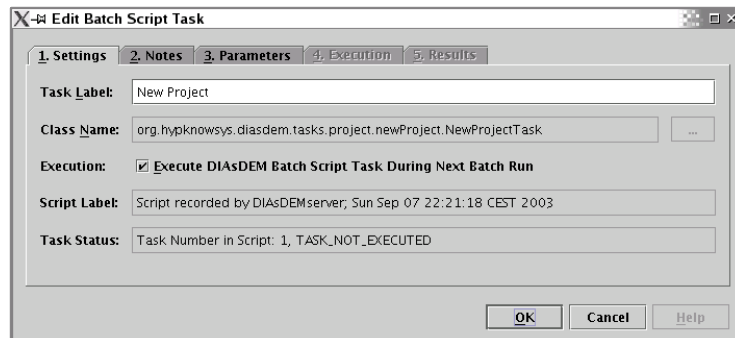 Edit Batch Script Task
1. Settings 2. Notes 3. Parameters 4. Execution 5. Results
Task Label: New Project
Class Name: org.hypknowsys.diasdem.tasks.project.newProject.NewProjectTask ...
Execution: Execute DIAsDEM Batch Script Task During Next Batch Run
Script Label: Script recorded by DIAsDEMserver; Sun Sep 07 22:21:18 CEST 2003
Task Status: Task Number in Script: 1, TASK_NOT_EXECUTED
OK Cancel Help